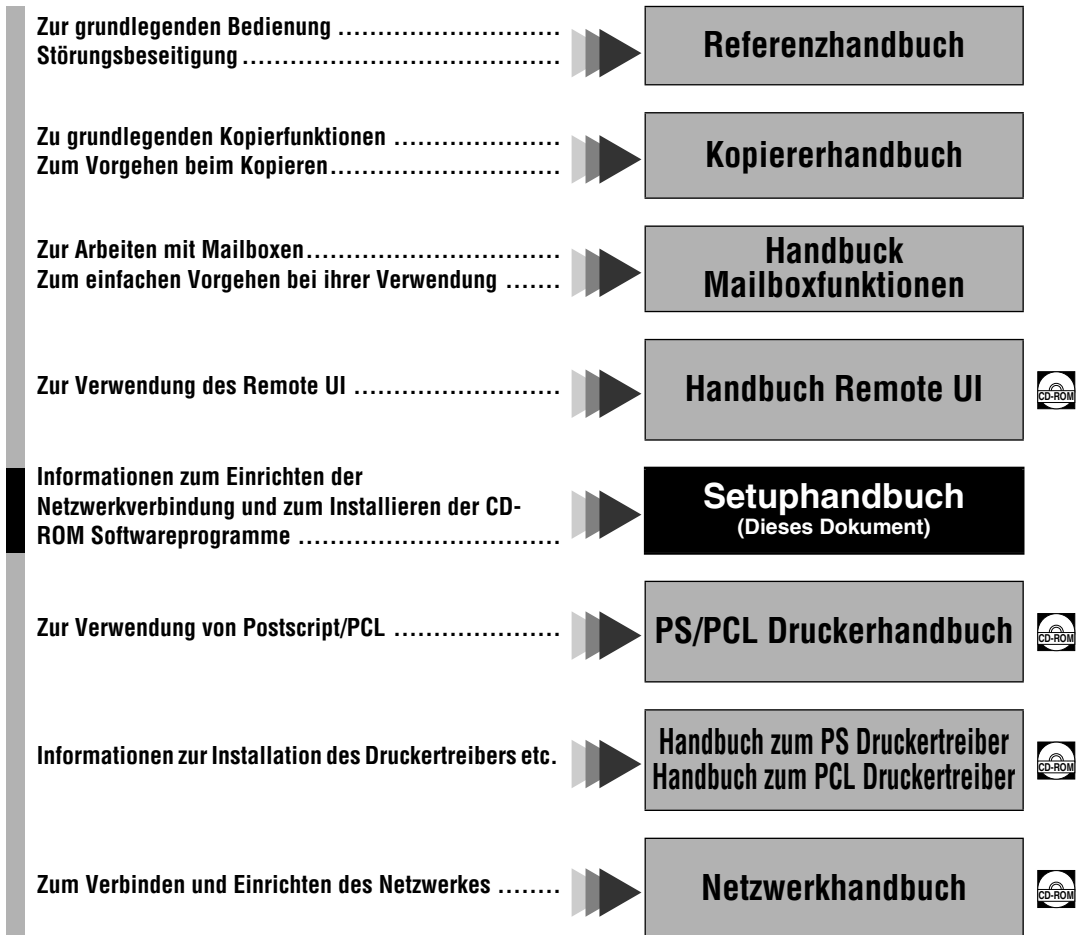 Zur grundlegenden Bedienung ............................
Störungsbeseitigung ........................................
Referenzhandbuch
Zu grundlegenden Kopierfunktionen .....................
Zum Vorgehen beim Kopieren.............................
Kopiererhandbuch
Zur Arbeiten mit Mailboxen................................
Zum einfachen Vorgehen bei ihrer Verwendung .......
Handbuck
Mailboxfunktionen
Zur Verwendung des Remote UI ..........................
Handbuch Remote UI
CD-ROM
Informationen zum Einrichten der
Netzwerkverbindung und zum Installieren der CD-
ROM Softwareprogramme .................................
Setuphandbuch
(Dieses Dokument)
Zur Verwendung von Postscript/PCL .....................
PS/PCL Druckerhandbuch
CD-ROM
Informationen zur Installation des Druckertreibers etc.
Handbuch zum PS Druckertreiber
Handbuch zum PCL Druckertreiber
CD-ROM
Zum Verbinden und Einrichten des Netzwerkes ........
Netzwerkhandbuch
CD-ROM